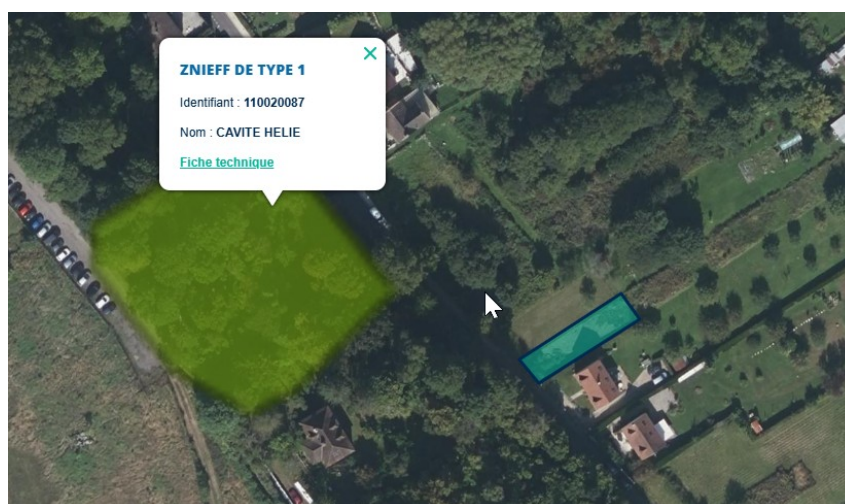 ZNIEFF DE TYPE 1
Identifiant : 110020087
Nom : CAVITE HELIE
Fiche technique